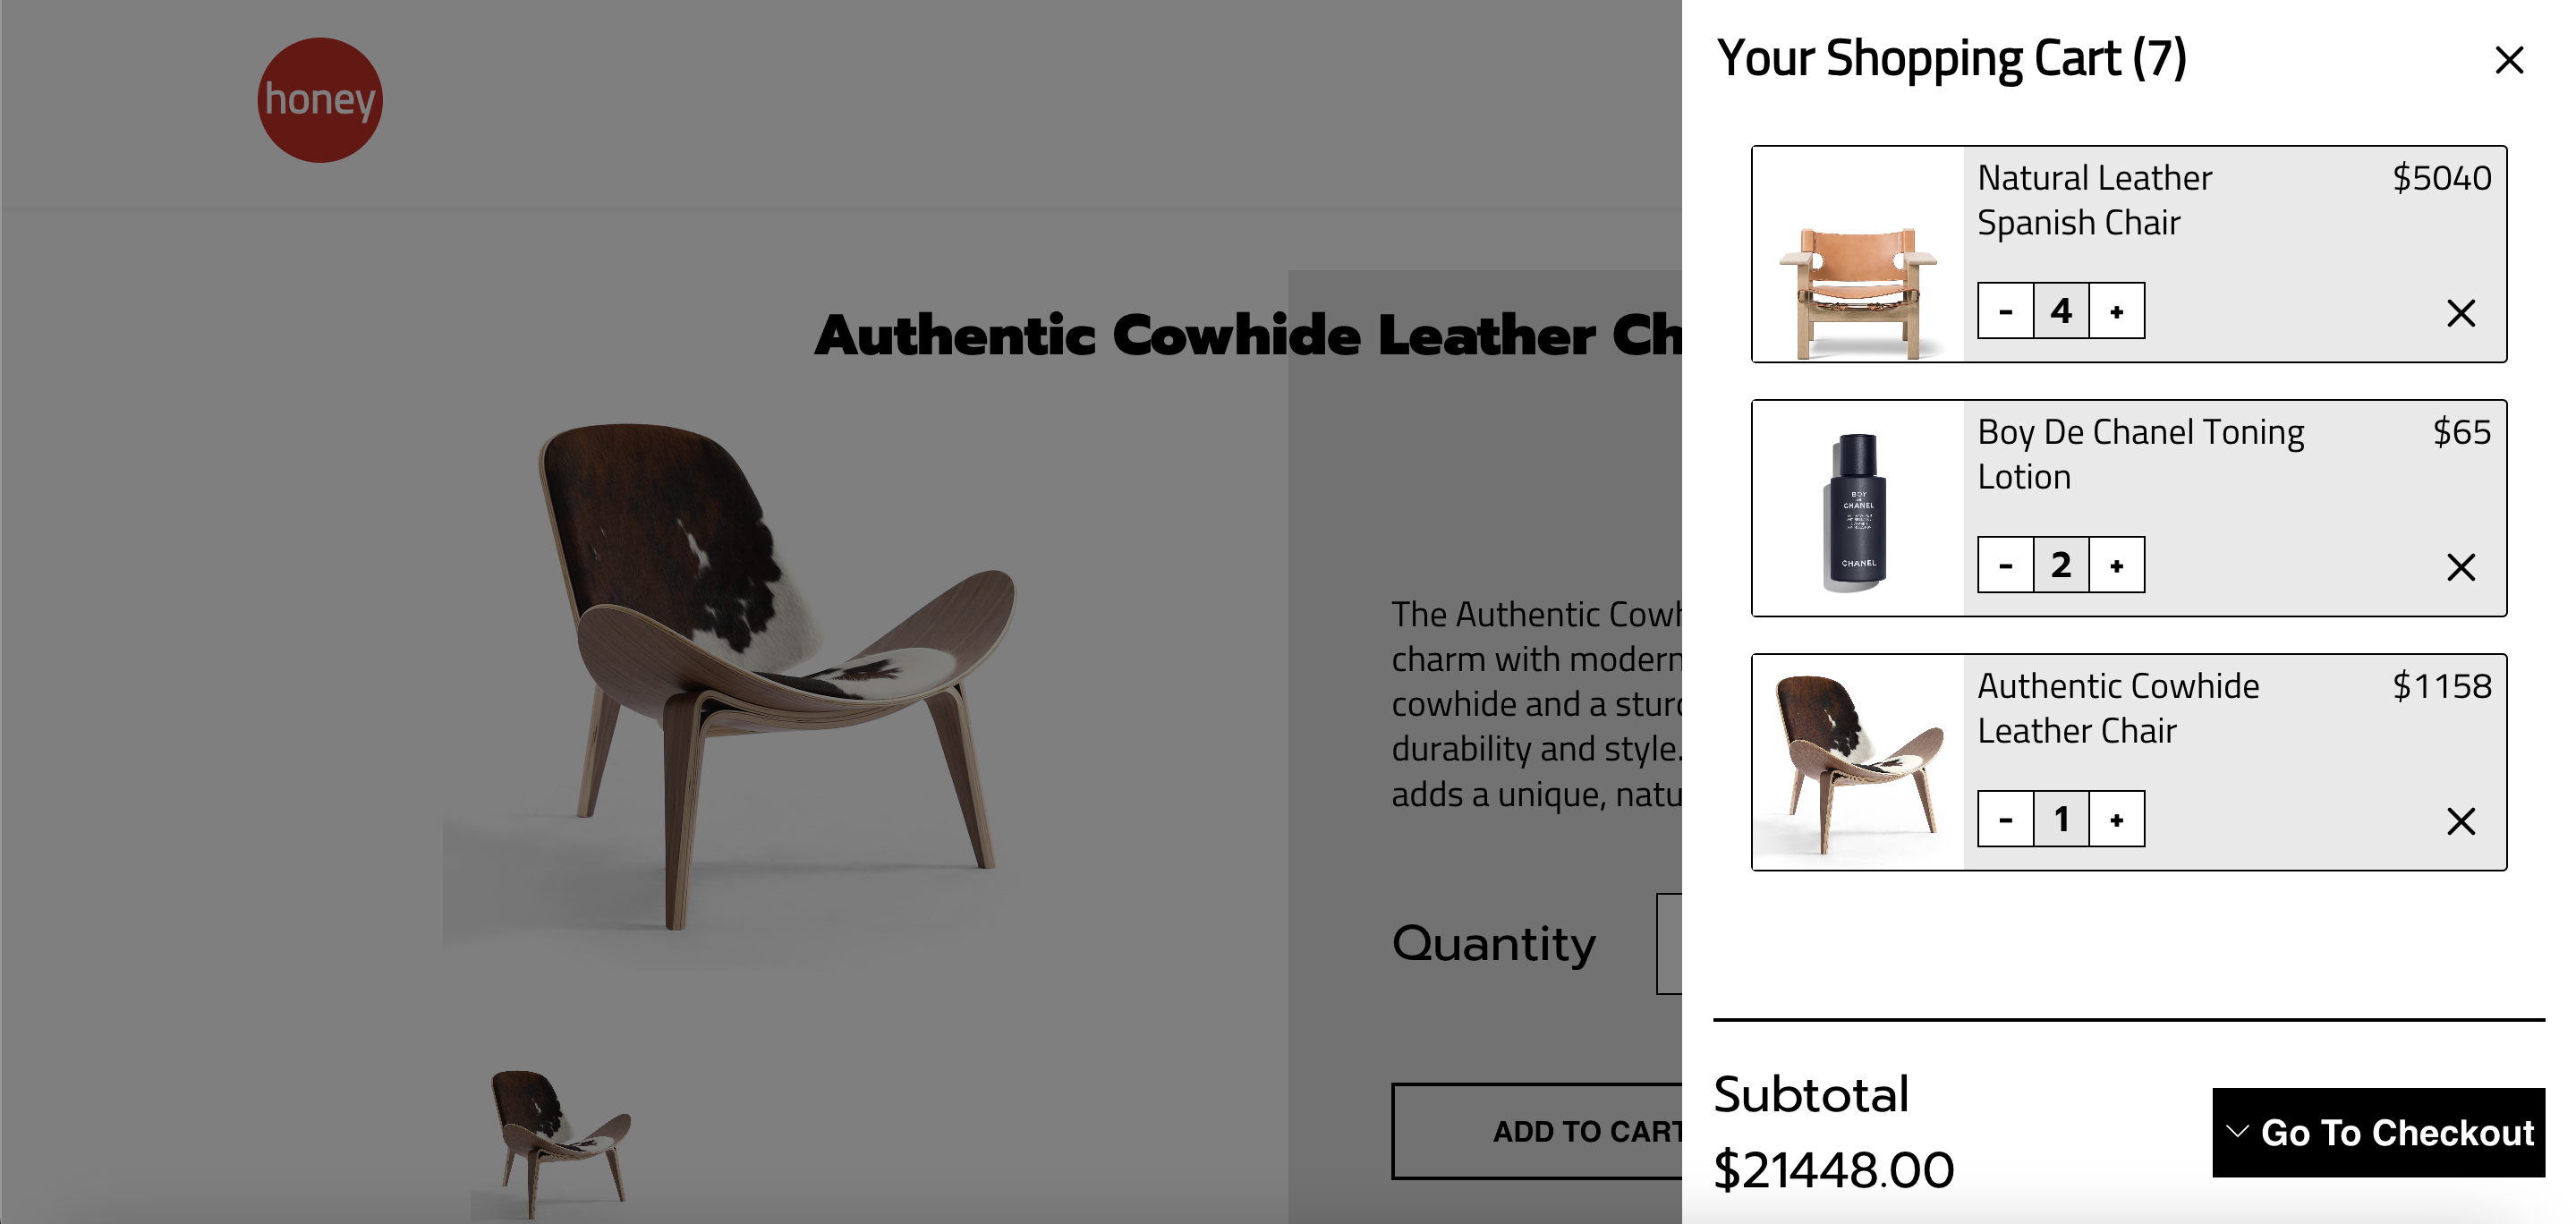 honey
Authentic Cowhide Leather Ch
The Authentic Cowh
charm with modern
cowhide and a sturd
durability and style.
adds a unique, natu
Quantity
ADD TO CART
Your Shopping Cart (7)
Natural Leather $5040
Spanish Chair
- 4 +
Boy De Chanel Toning $65
Lotion
- 2 +
BOY
DE
CHANEL
CHANEL
Authentic Cowhide $1158
Leather Chair
- 1 +
Subtotal
$21448.00
Go To Checkout